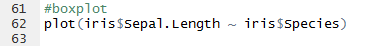 61 #boxplot
62 plot(iris$Sepal.Length ~ iris$Species)
63